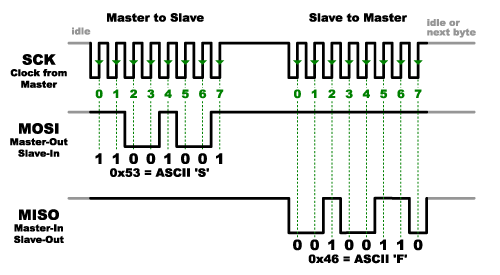 Master to Slave
Slave to Master
idle
idle or
next byte
SCK
Clock from
Master
0 1 2 3 4 5 6 7
0 1 2 3 4 5 6 7
MOSI
Master-Out
Slave-In
1 1 0 0 1 0 0 1
0x53 = ASCII 'S'
MISO
Master-In
Slave-Out
0 0 1 0 0 1 1 0
0x46 = ASCII 'F'